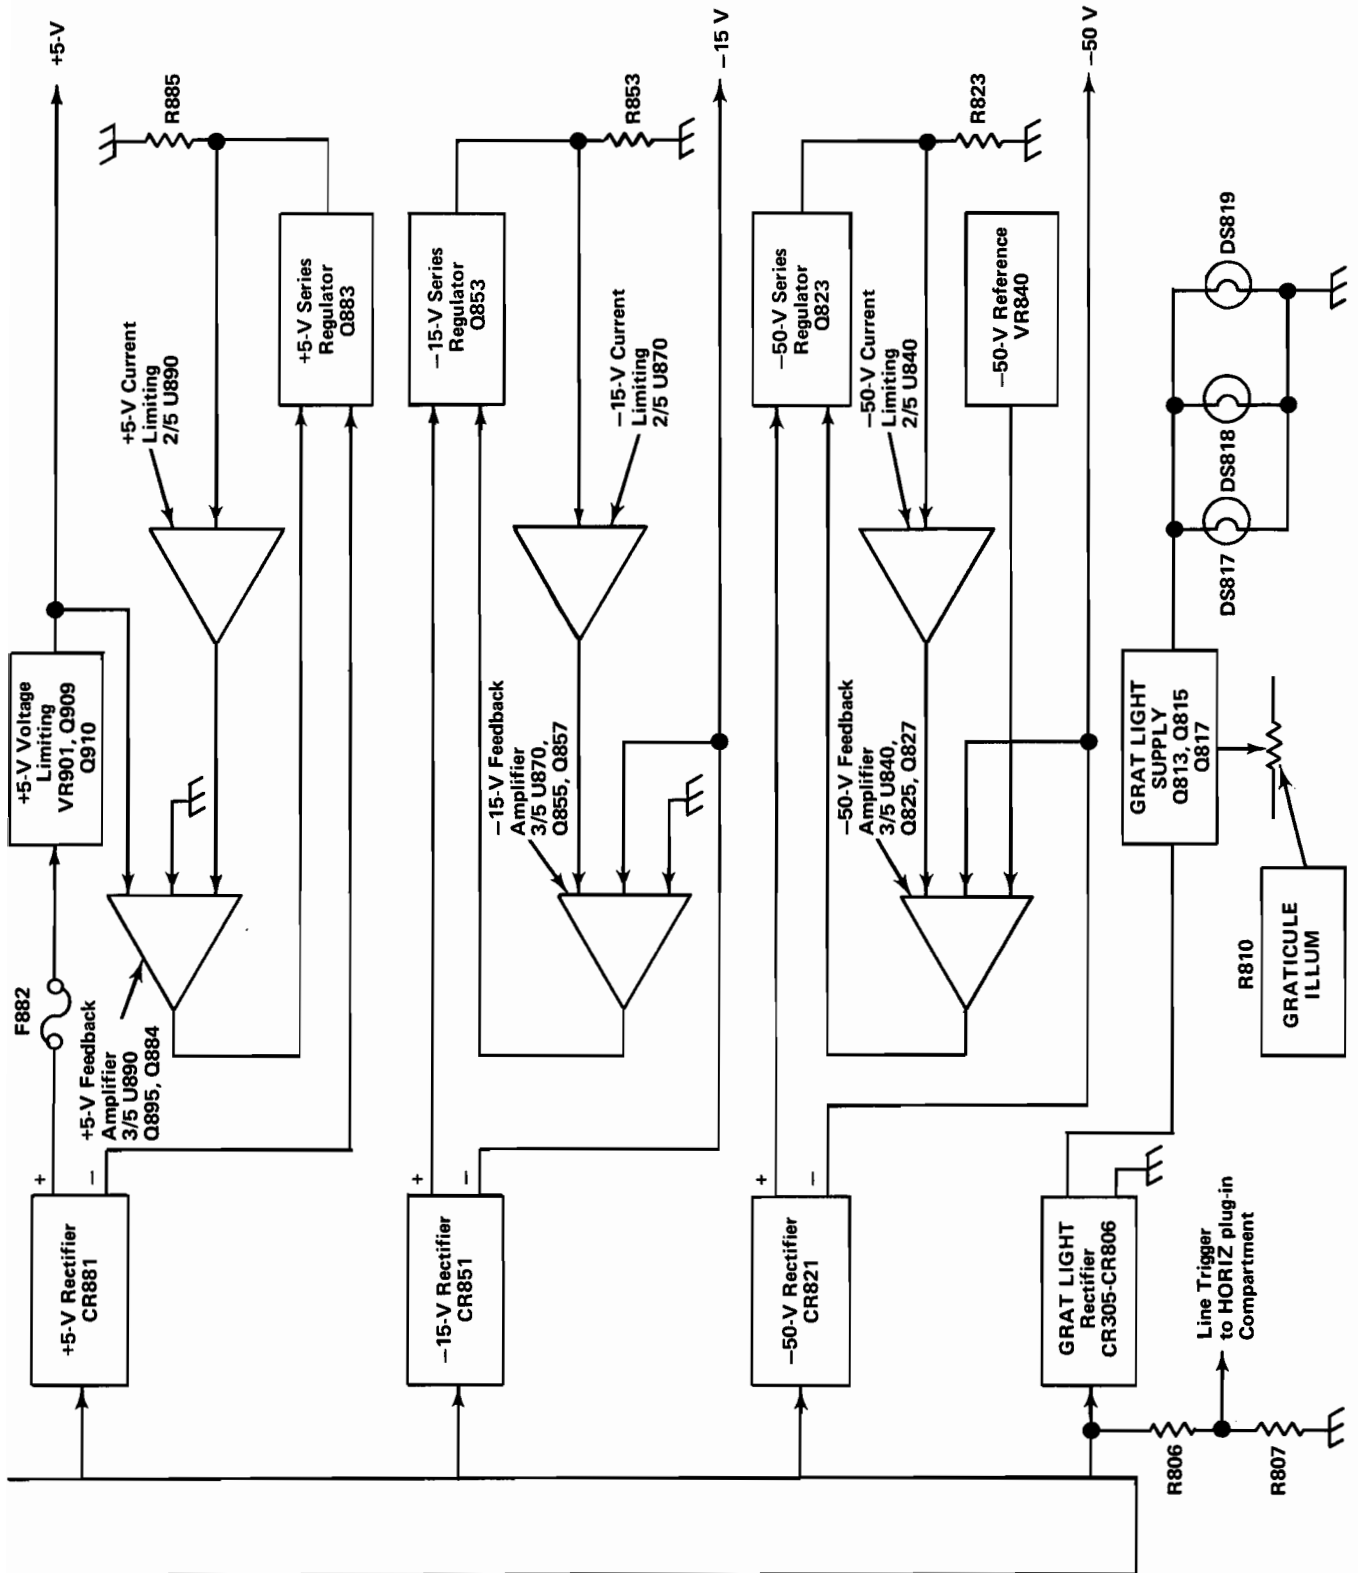 +5-V Rectifier
CR881
+
−
F882
+5-V Feedback
Amplifier
3/5 U890
Q895, Q884
+5-V Voltage
Limiting
VR901, Q909
Q910
+5-V Current
Limiting
2/5 U890
+5-V Series
Regulator
Q883
R885
+5-V
−15-V Rectifier
CR851
+
−
−15-V Feedback
Amplifier
3/5 U870,
Q855, Q857
−15-V Current
Limiting
2/5 U870
−15-V Series
Regulator
Q853
R853
−15 V
−50-V Rectifier
CR821
+
−
−50-V Feedback
Amplifier
3/5 U840,
Q825, Q827
−50-V Current
Limiting
2/5 U840
−50-V Series
Regulator
Q823
−50-V Reference
VR840
R823
−50 V
GRAT LIGHT
Rectifier
CR305-CR806
R806
R807
Line Trigger
to HORIZ plug-in
Compartment
GRAT LIGHT
SUPPLY
Q813, Q815
Q817
R810
GRATICULE
ILLUM
DS817
DS818
DS819